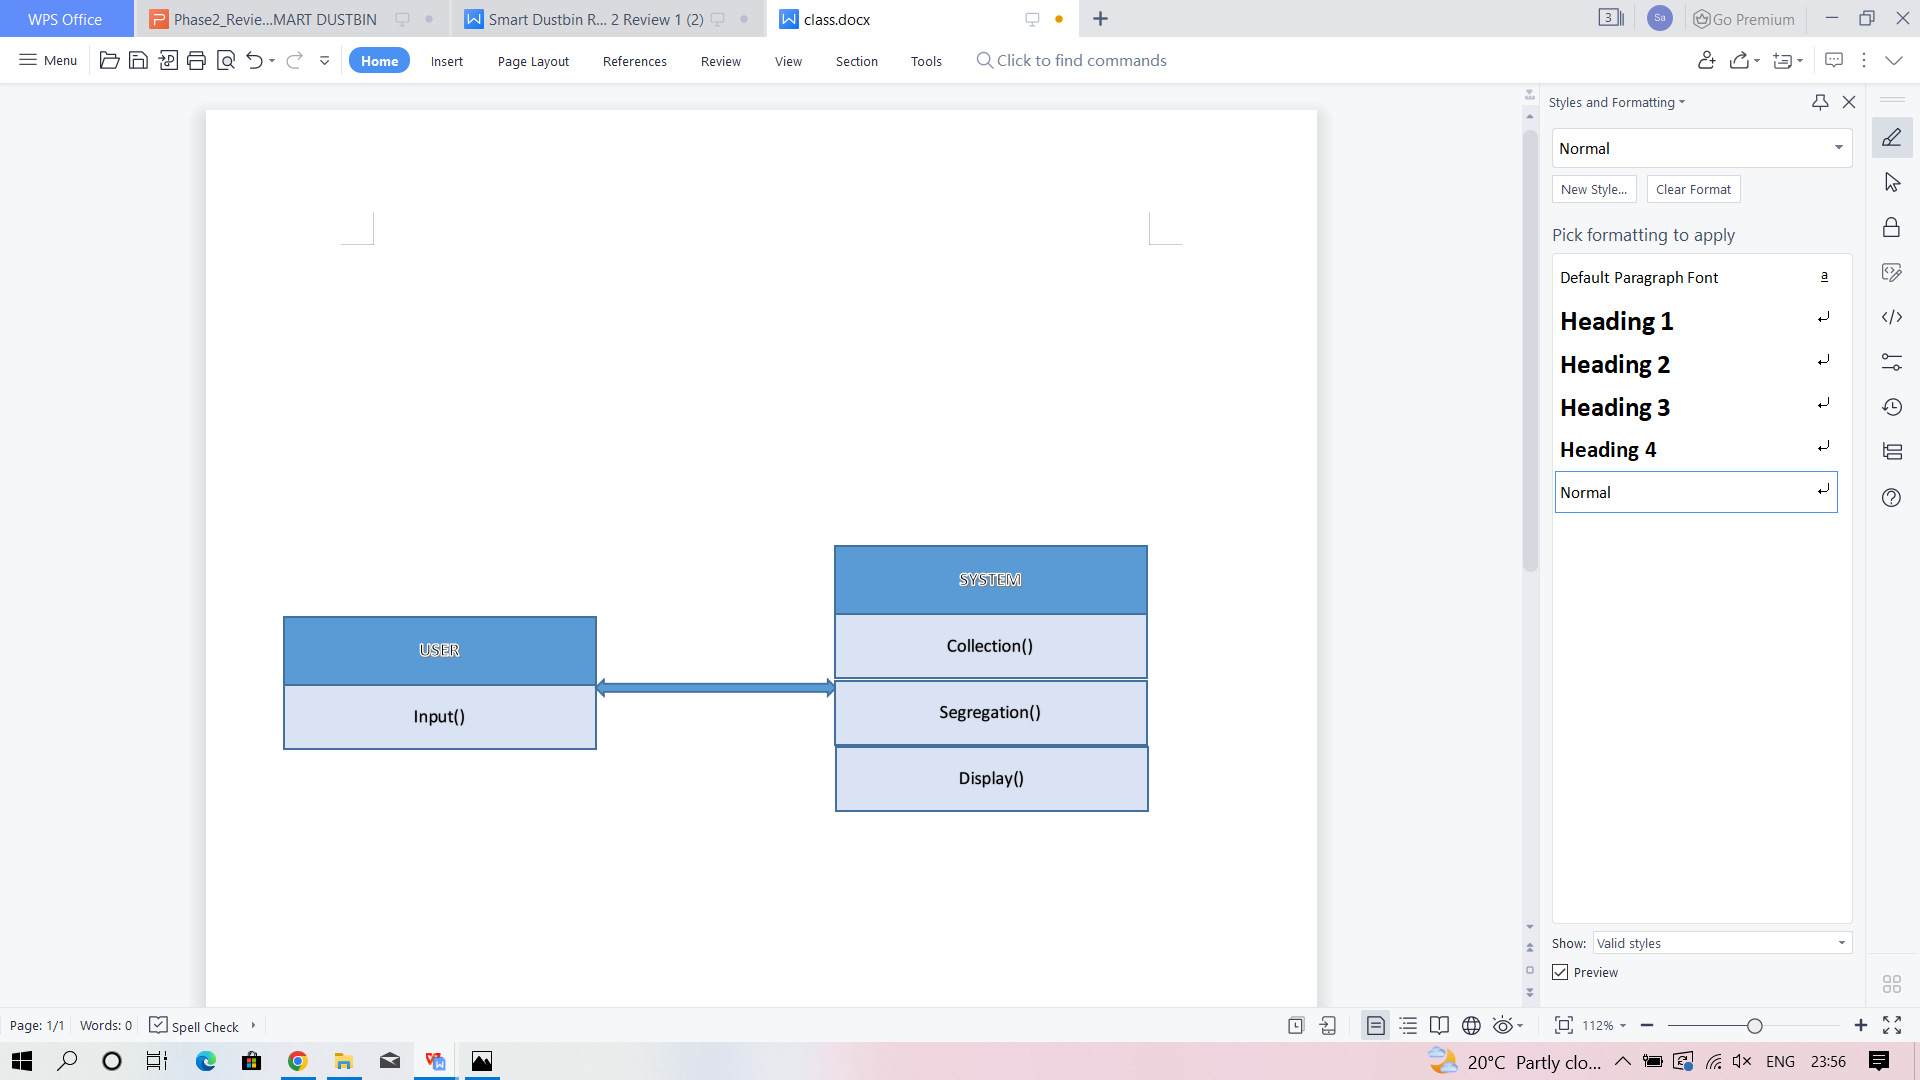 WPS Office
Phase2_Revie...MART DUSTBIN
Smart Dustbin R... 2 Review 1 (2)
class.docx
3
Sa
Go Premium
Menu
Home
Insert
Page Layout
References
Review
View
Section
Tools
Click to find commands
Styles and Formatting
Normal
New Style...
Clear Format
Pick formatting to apply
Default Paragraph Font
a
Heading 1
Heading 2
Heading 3
Heading 4
Normal
SYSTEM
Collection()
Segregation()
Display()
USER
Input()
Show:
Valid styles
Preview
Page: 1/1
Words: 0
Spell Check
112%
20°C Partly clo...
ENG
23:56